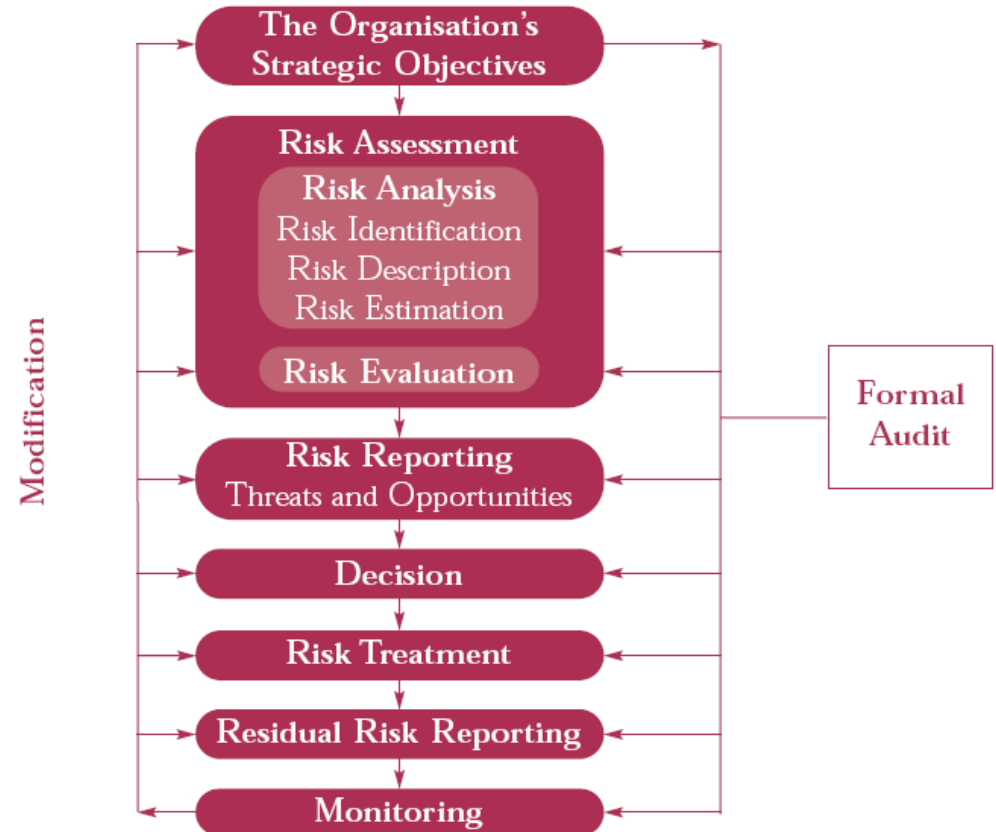 The Organisation's
Strategic Objectives
Risk Assessment
Risk Analysis
Risk Identification
Risk Description
Risk Estimation
Risk Evaluation
Risk Reporting
Threats and Opportunities
Decision
Risk Treatment
Residual Risk Reporting
Monitoring
Modification
Formal
Audit